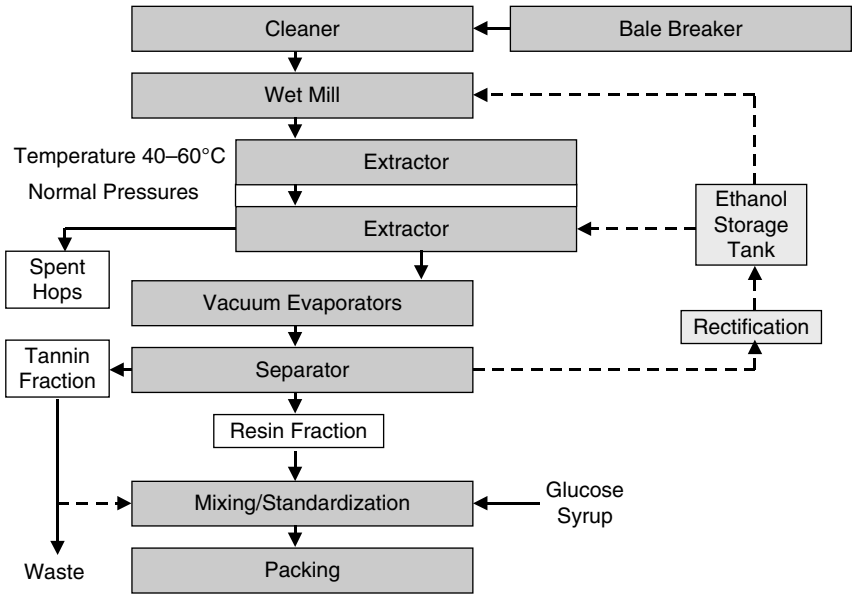 Cleaner
Bale Breaker
Wet Mill
Temperature 40–60°C
Normal Pressures
Extractor
Extractor
Ethanol
Storage
Tank
Spent
Hops
Vacuum Evaporators
Rectification
Tannin
Fraction
Separator
Resin Fraction
Mixing/Standardization
Glucose
Syrup
Waste
Packing